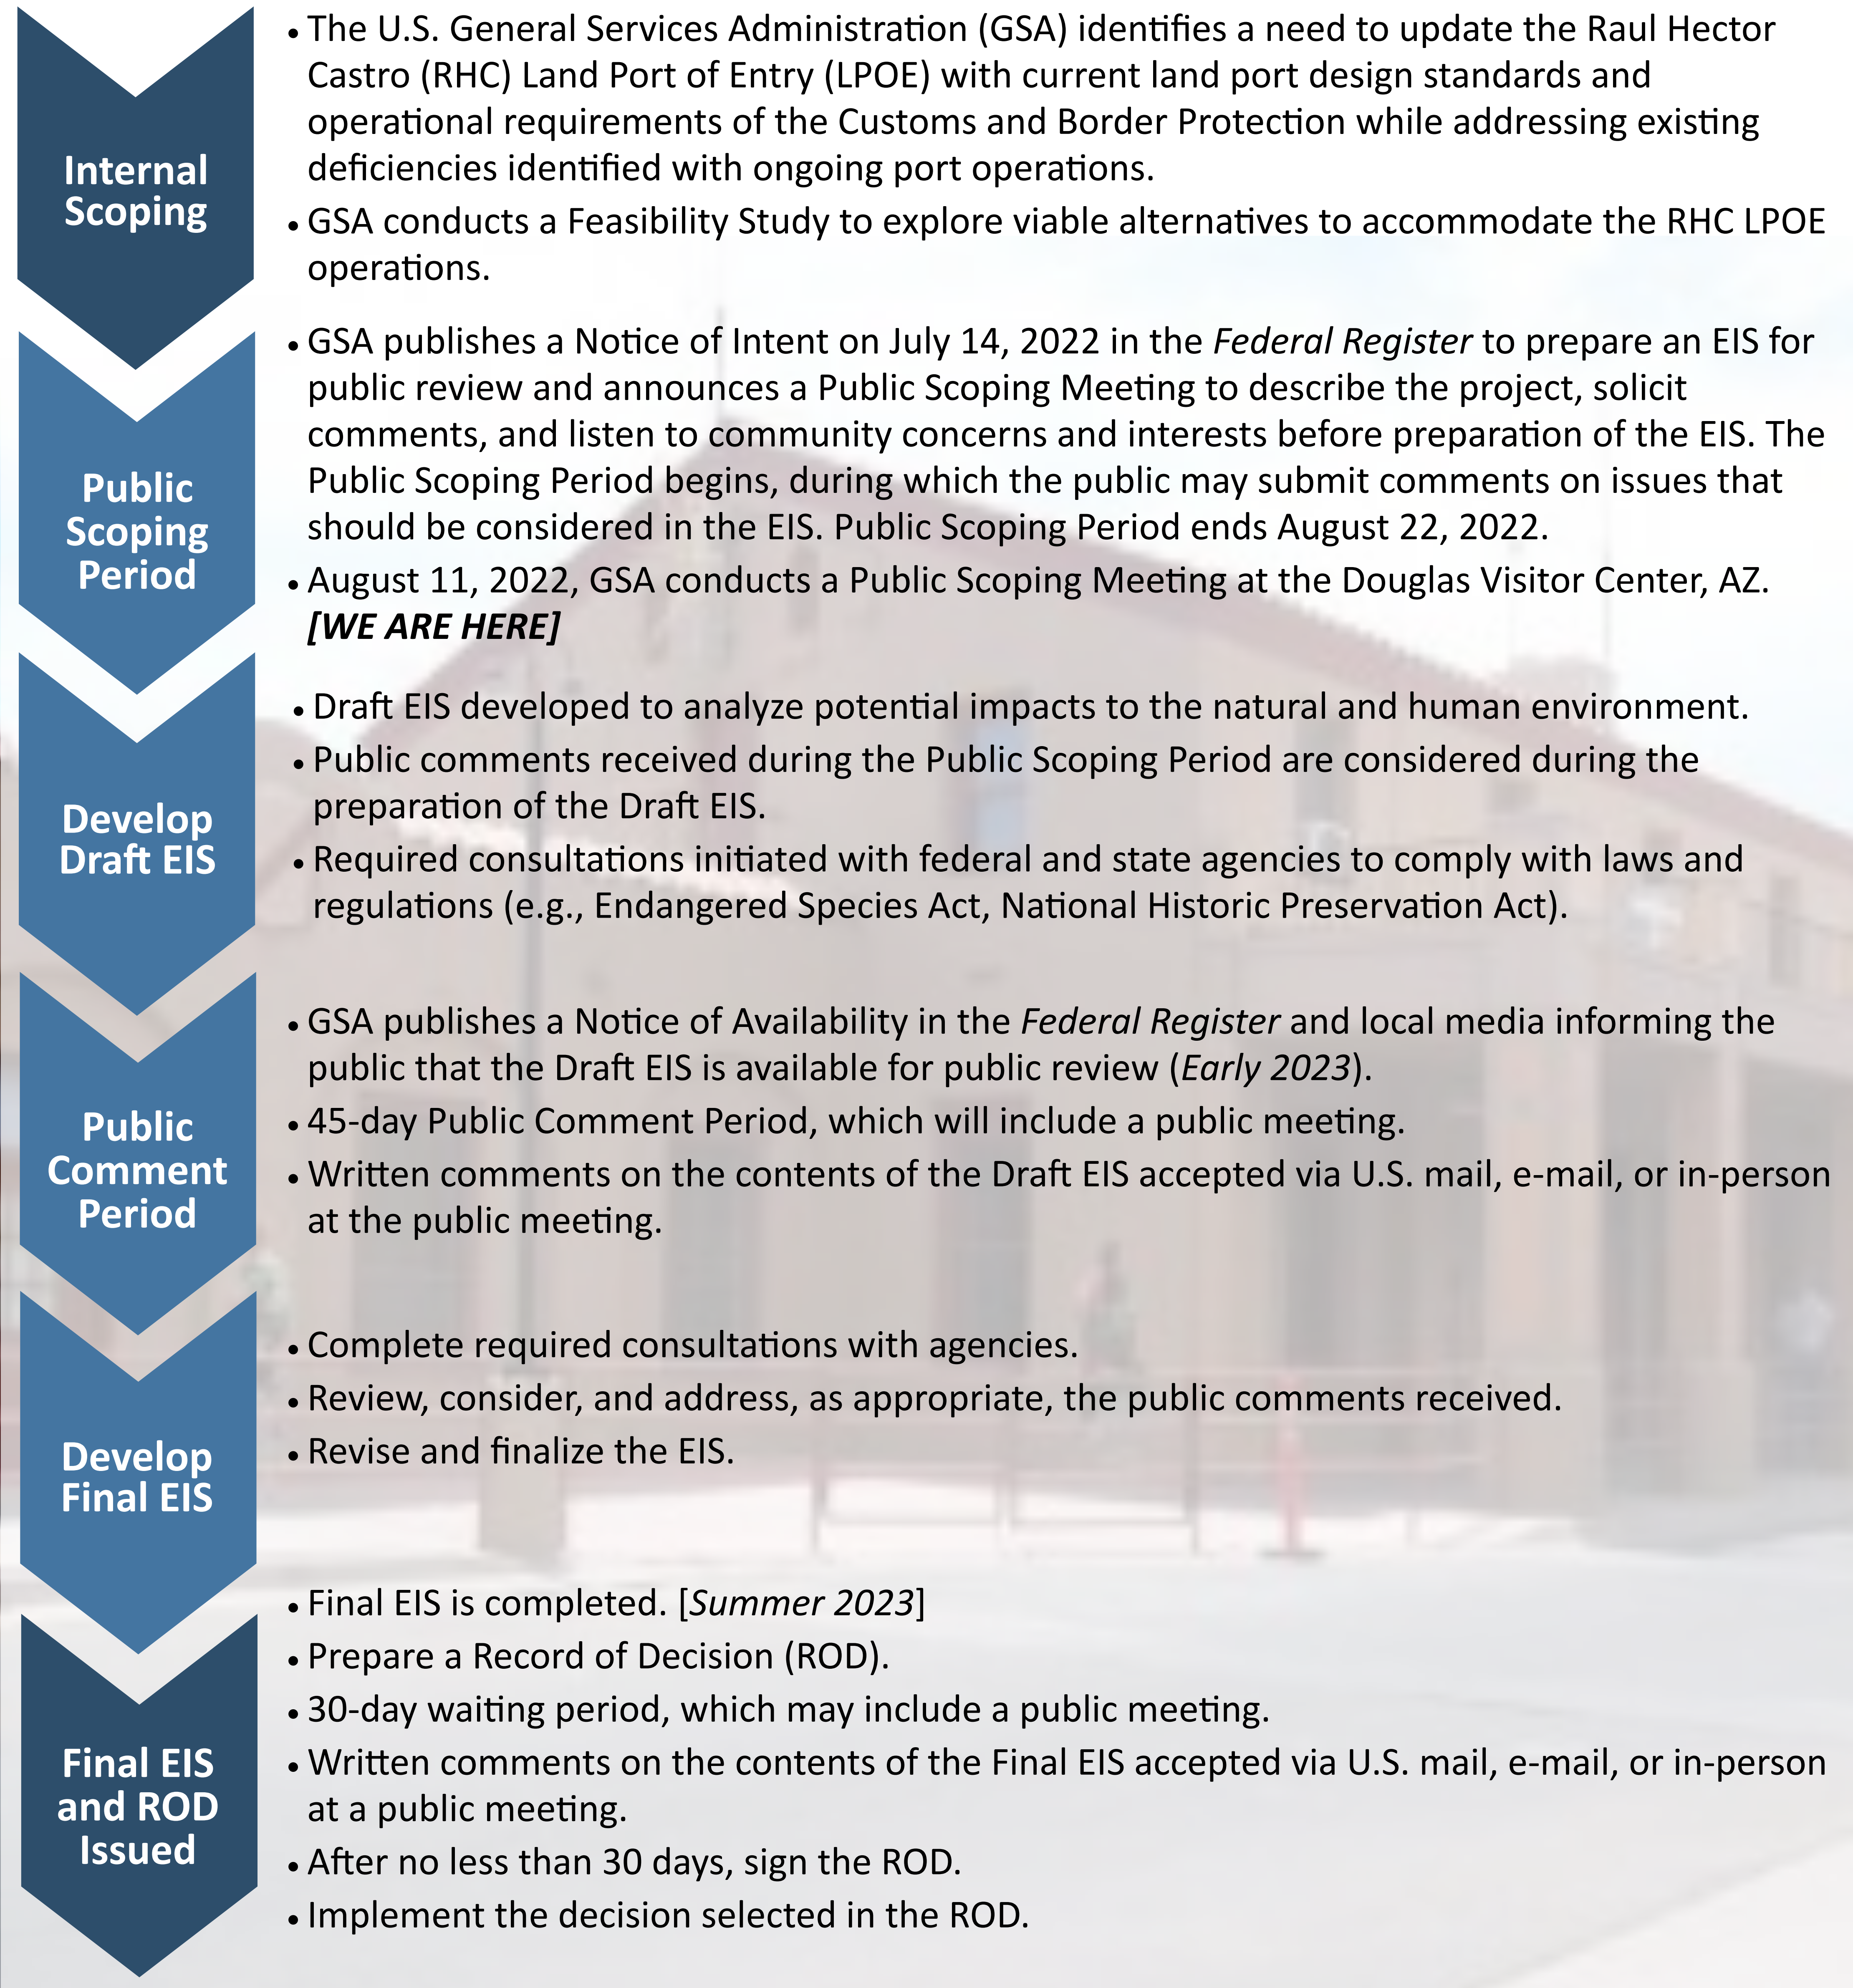 Internal
Scoping
• The U.S. General Services Administration (GSA) identifies a need to update the Raul Hector
Castro (RHC) Land Port of Entry (LPOE) with current land port design standards and
operational requirements of the Customs and Border Protection while addressing existing
deficiencies identified with ongoing port operations.
• GSA conducts a Feasibility Study to explore viable alternatives to accommodate the RHC LPOE
operations.
Public
Scoping
Period
• GSA publishes a Notice of Intent on July 14, 2022 in the Federal Register to prepare an EIS for
public review and announces a Public Scoping Meeting to describe the project, solicit
comments, and listen to community concerns and interests before preparation of the EIS. The
Public Scoping Period begins, during which the public may submit comments on issues that
should be considered in the EIS. Public Scoping Period ends August 22, 2022.
• August 11, 2022, GSA conducts a Public Scoping Meeting at the Douglas Visitor Center, AZ.
[WE ARE HERE]
Develop
Draft EIS
• Draft EIS developed to analyze potential impacts to the natural and human environment.
• Public comments received during the Public Scoping Period are considered during the
preparation of the Draft EIS.
• Required consultations initiated with federal and state agencies to comply with laws and
regulations (e.g., Endangered Species Act, National Historic Preservation Act).
Public
Comment
Period
• GSA publishes a Notice of Availability in the Federal Register and local media informing the
public that the Draft EIS is available for public review (Early 2023).
• 45-day Public Comment Period, which will include a public meeting.
• Written comments on the contents of the Draft EIS accepted via U.S. mail, e-mail, or in-person
at the public meeting.
Develop
Final EIS
• Complete required consultations with agencies.
• Review, consider, and address, as appropriate, the public comments received.
• Revise and finalize the EIS.
Final EIS
and ROD
Issued
• Final EIS is completed. [Summer 2023]
• Prepare a Record of Decision (ROD).
• 30-day waiting period, which may include a public meeting.
• Written comments on the contents of the Final EIS accepted via U.S. mail, e-mail, or in-person
at a public meeting.
• After no less than 30 days, sign the ROD.
• Implement the decision selected in the ROD.